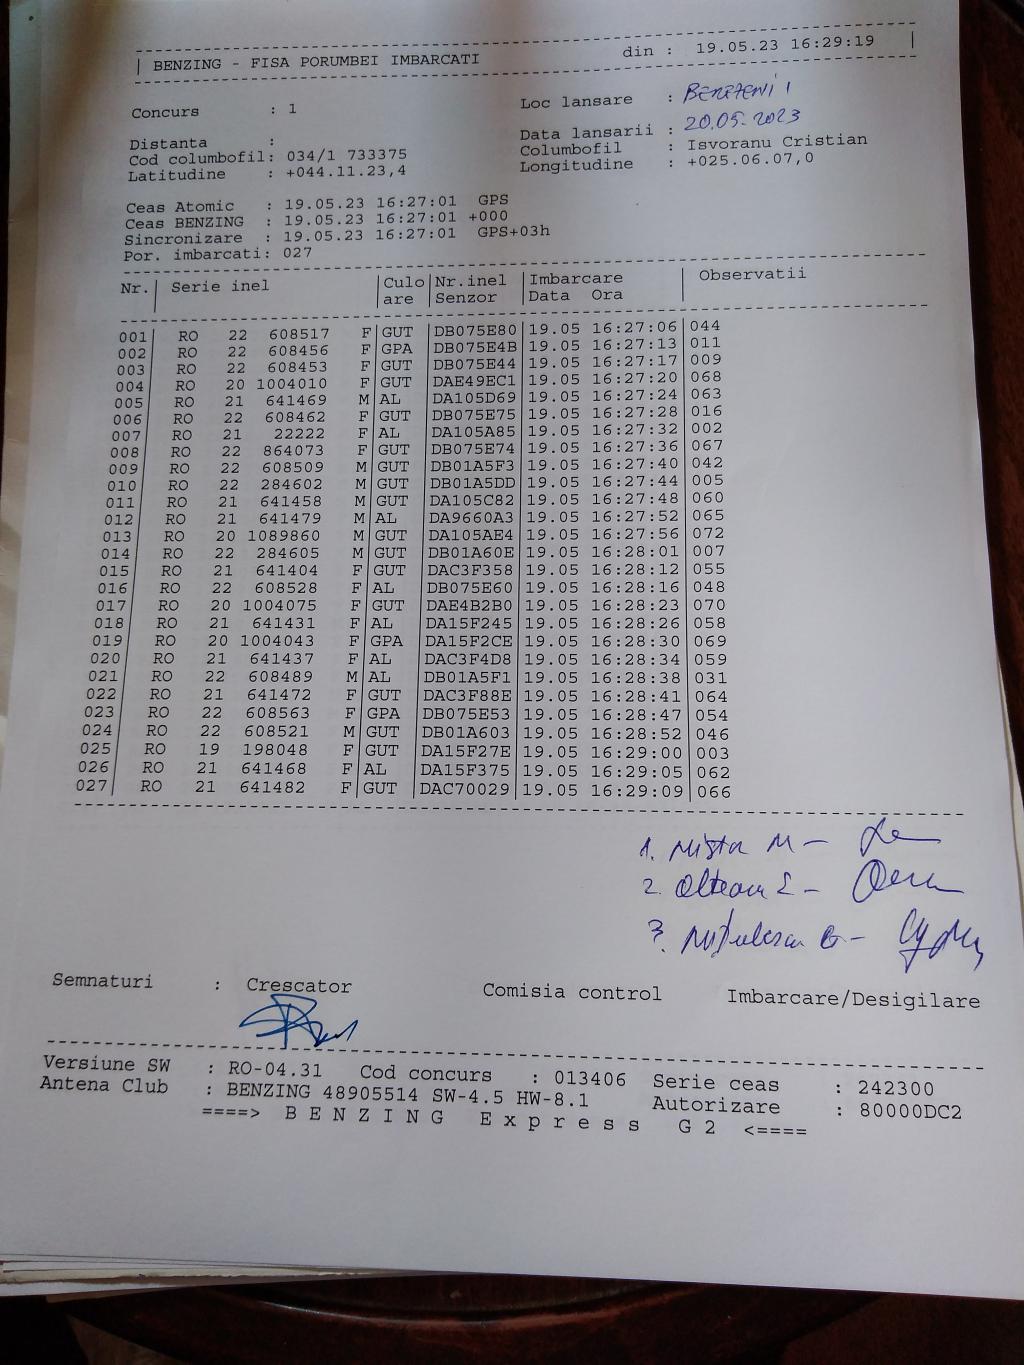 | BENZING - FISA PORUMBEI IMBARCATI din : 19.05.23 16:29:19 |
Concurs : 1 Loc lansare :
Distanta : Data lansarii : 20.05.2023
Cod columbofil: 034/1 733375 Columbofil : Isvoranu Cristian
Latitudine : +044.11.23,4 Longitudine : +025.06.07,0
Ceas Atomic : 19.05.23 16:27:01 GPS
Ceas BENZING : 19.05.23 16:27:01 +000
Sincronizare : 19.05.23 16:27:01 GPS+03h
Por. imbarcati: 027
Nr.| Serie inel |Culo|Nr.inel |Imbarcare | Observatii
|are |Senzor |Data Ora |
001| RO 22 608517 F|GUT |DB075E80|19.05 16:27:06|044
002| RO 22 608456 F|GPA |DB075E4B|19.05 16:27:13|011
003| RO 22 608453 F|GUT |DB075E44|19.05 16:27:17|009
004| RO 20 1004010 F|GUT |DAE49EC1|19.05 16:27:20|068
005| RO 21 641469 M|AL |DA105D69|19.05 16:27:24|063
006| RO 22 608462 F|GUT |DB075E75|19.05 16:27:28|016
007| RO 21 22222 F|AL |DA105A85|19.05 16:27:32|002
008| RO 22 864073 F|GUT |DB075E74|19.05 16:27:36|067
009| RO 22 608509 M|GUT |DB01A5F3|19.05 16:27:40|042
010| RO 22 284602 M|GUT |DB01A5DD|19.05 16:27:44|005
011| RO 21 641458 M|GUT |DA105C82|19.05 16:27:48|060
012| RO 21 641479 M|AL |DA9660A3|19.05 16:27:52|065
013| RO 20 1089860 M|GUT |DA105AE4|19.05 16:27:56|072
014| RO 22 284605 M|GUT |DB01A60E|19.05 16:28:01|007
015| RO 21 641404 F|GUT |DAC3F358|19.05 16:28:12|055
016| RO 22 608528 F|AL |DB075E60|19.05 16:28:16|048
017| RO 20 1004075 F|GUT |DAE4B2B0|19.05 16:28:23|070
018| RO 21 641431 F|AL |DA15F245|19.05 16:28:26|058
019| RO 20 1004043 F|GPA |DA15F2CE|19.05 16:28:30|069
020| RO 21 641437 F|AL |DAC3F4D8|19.05 16:28:34|059
021| RO 22 608489 M|AL |DB01A5F1|19.05 16:28:38|031
022| RO 21 641472 F|GUT |DAC3F88E|19.05 16:28:41|064
023| RO 22 608563 F|GPA |DB075E53|19.05 16:28:47|054
024| RO 22 608521 M|GUT |DB01A603|19.05 16:28:52|046
025| RO 19 198048 F|GUT |DA15F27E|19.05 16:29:00|003
026| RO 21 641468 F|AL |DA15F375|19.05 16:29:05|062
027| RO 21 641482 F|GUT |DAC70029|19.05 16:29:09|066
1. M -
2. -
3. -
Semnaturi : Crescator Comisia control Imbarcare/Desigilare
Versiune SW : RO-04.31 Cod concurs : 013406 Serie ceas : 242300
Antena Club : BENZING 48905514 SW-4.5 HW-8.1 Autorizare : 80000DC2
====> B E N Z I N G E x p r e s s G 2 <====